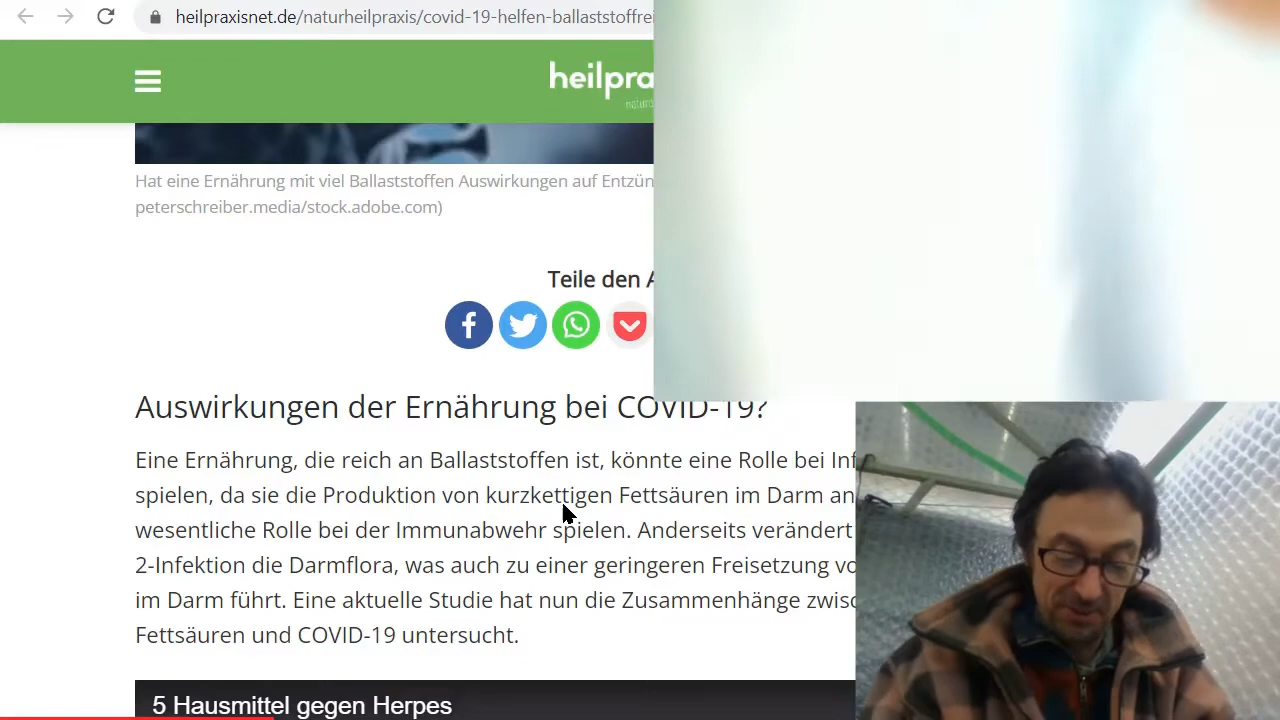 heilpraxisnet.de/naturheilpraxis/covid-19-helfen-ballaststoffrei
heilpra
naturh
Hat eine Ernährung mit viel Ballaststoffen Auswirkungen auf Entzün
peterschreiber.media/stock.adobe.com)
Teile den A
Auswirkungen der Ernährung bei COVID-19?
Eine Ernährung, die reich an Ballaststoffen ist, könnte eine Rolle bei Inf
spielen, da sie die Produktion von kurzkettigen Fettsäuren im Darm an
wesentliche Rolle bei der Immunabwehr spielen. Anderseits verändert
2-Infektion die Darmflora, was auch zu einer geringeren Freisetzung vo
im Darm führt. Eine aktuelle Studie hat nun die Zusammenhänge zwisc
Fettsäuren und COVID-19 untersucht.
5 Hausmittel gegen Herpes